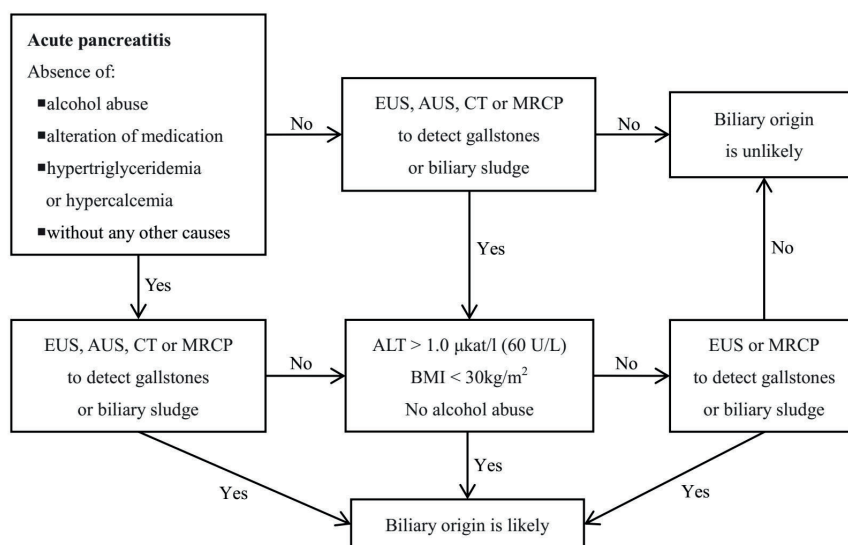 Acute pancreatitis
Absence of:
▪alcohol abuse
▪alteration of medication
▪hypertriglyceridemia
or hypercalcemia
▪without any other causes
No
EUS, AUS, CT or MRCP
to detect gallstones
or biliary sludge
No
Biliary origin
is unlikely
Yes
Yes
No
EUS, AUS, CT or MRCP
to detect gallstones
or biliary sludge
No
ALT > 1.0 μkat/l (60 U/L)
BMI < 30kg/m²
No alcohol abuse
No
EUS or MRCP
to detect gallstones
or biliary sludge
Yes
Yes
Yes
Biliary origin is likely